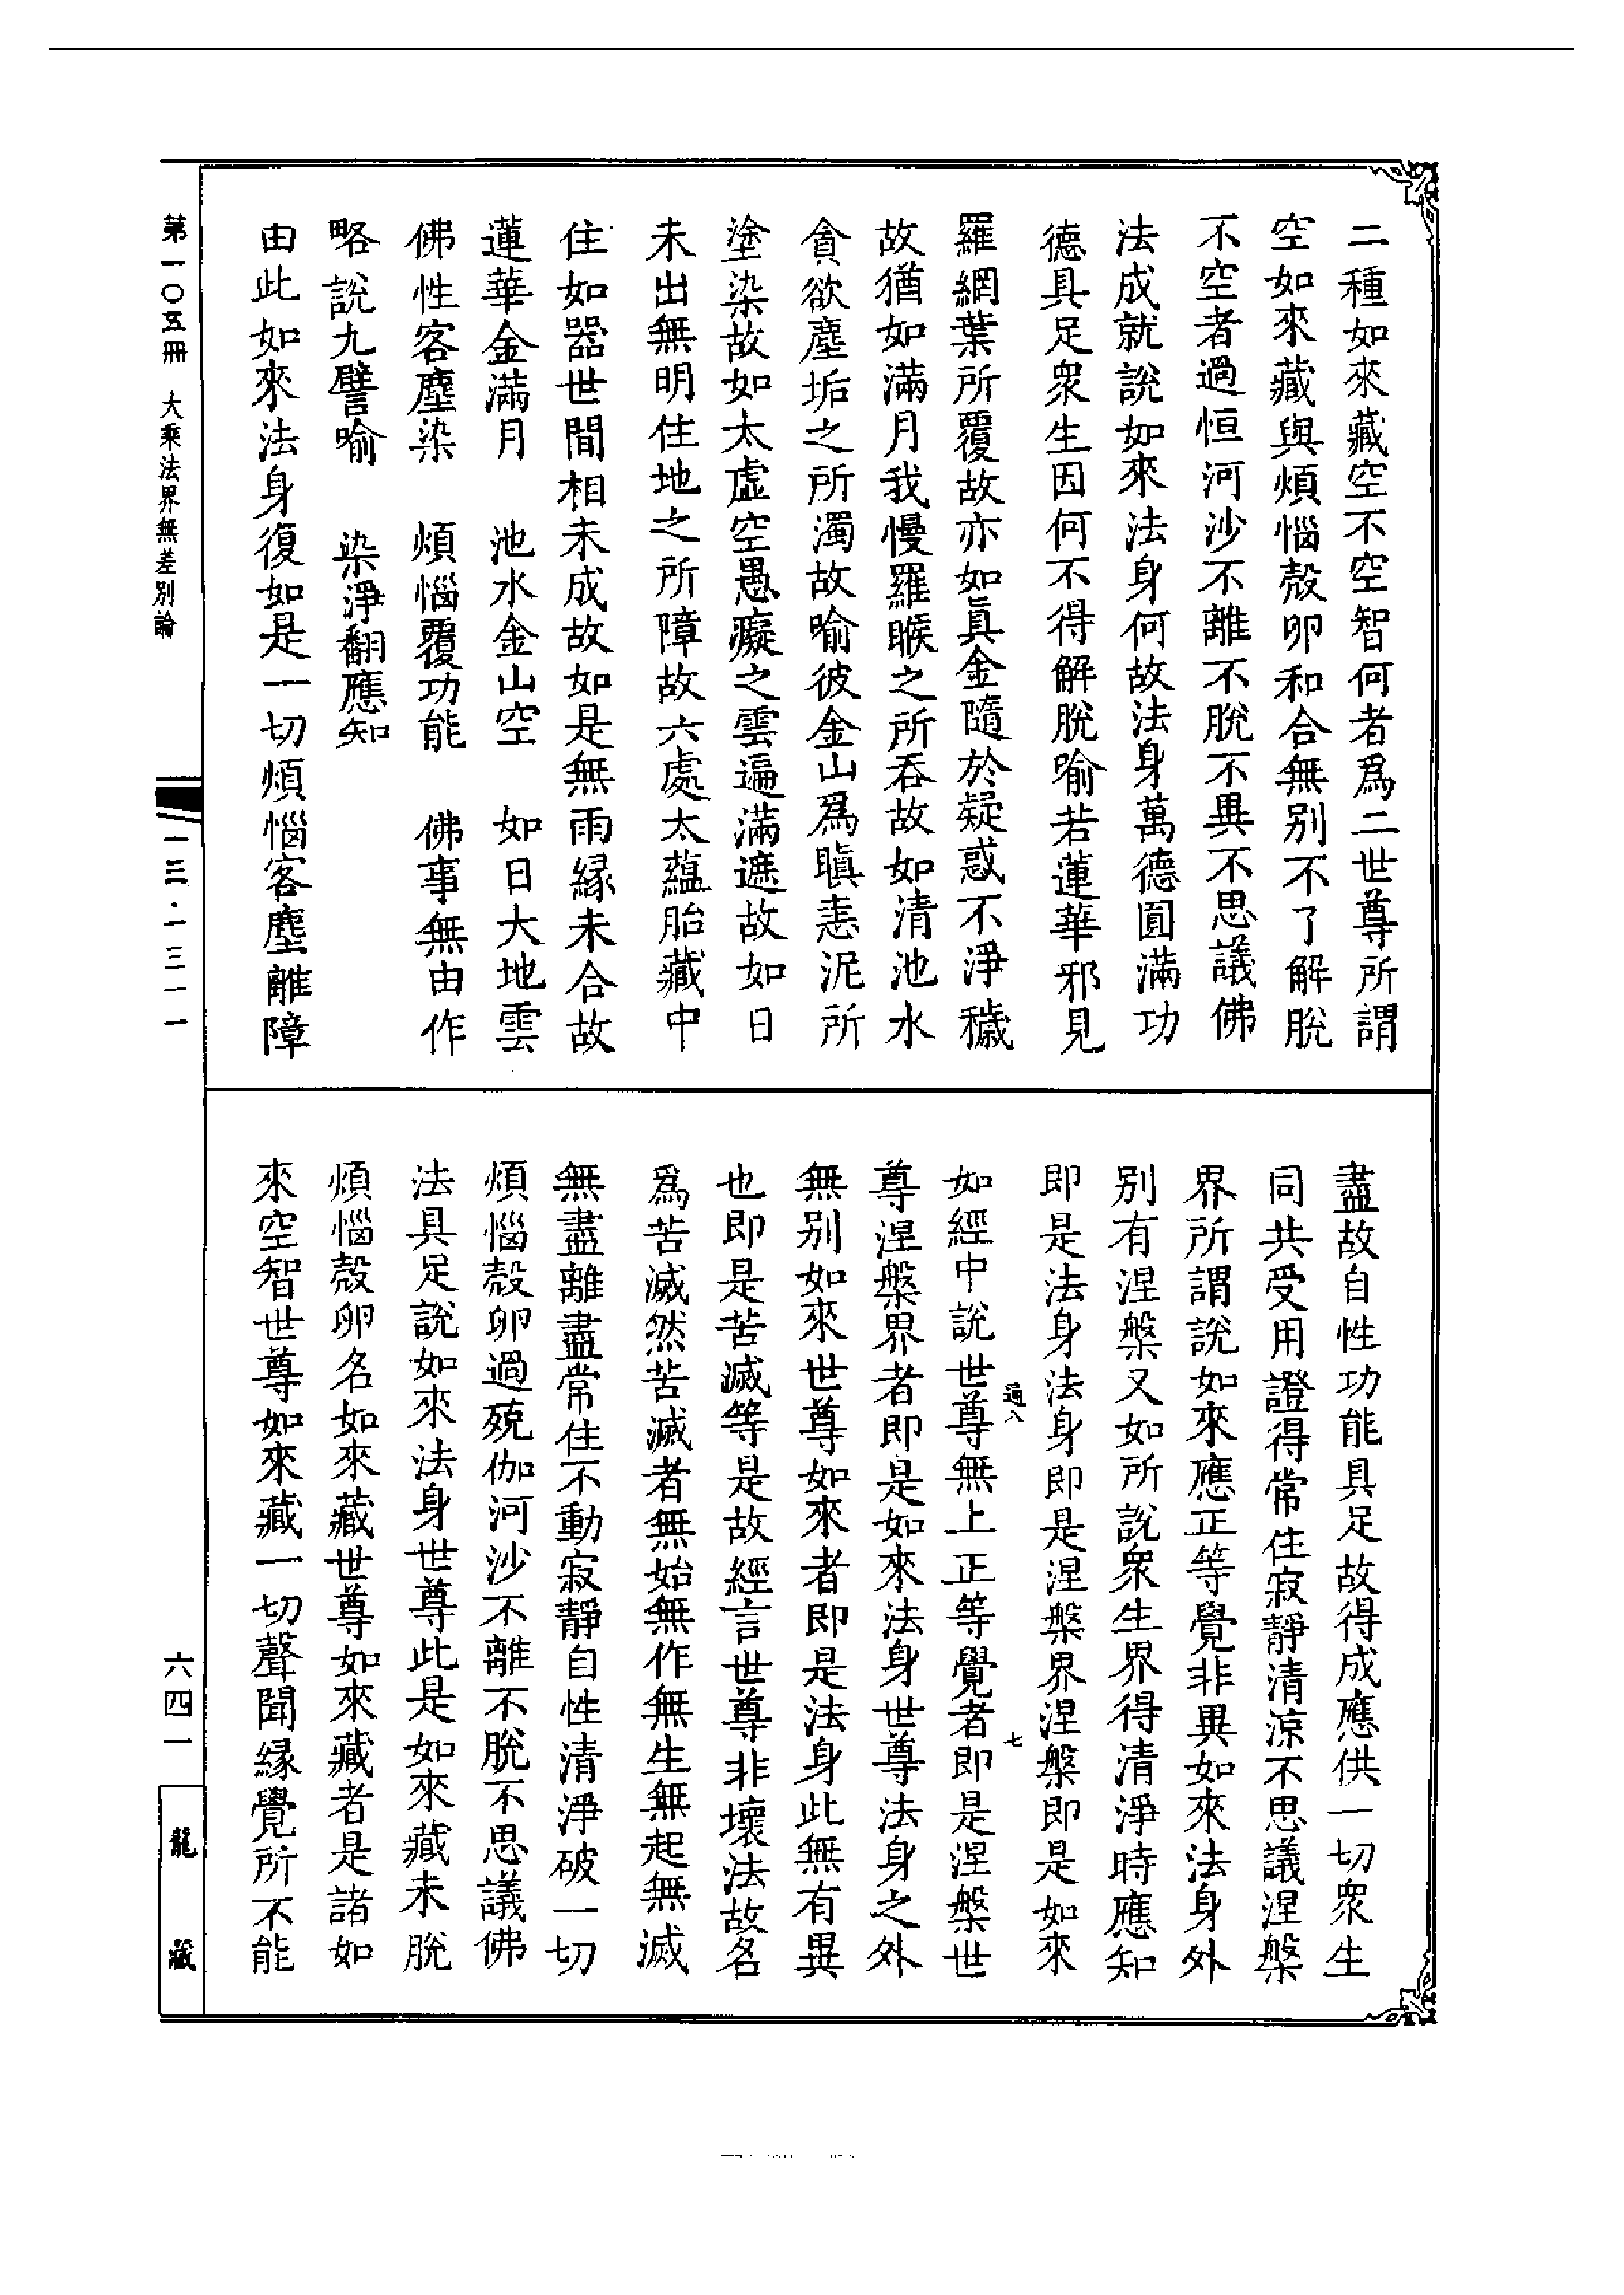 二種如來藏空不空智何者爲二世尊所謂
空如來藏與煩惱殼卵和合無别不了解脫
不空者過恒河沙不離不脫不異不思議佛
法成就說如來法身何故法身萬德圓滿功
德具足衆生因何不得解脫喻若蓮華邪見
羅網葉所覆故亦如眞金隨於疑惑不淨穢
故猶如滿月我慢羅睺之所吞故如清池水
貪欲塵垢之所濁故喻彼金山爲瞋恚泥所
塗染故如太虛空愚癡之雲遍滿遮故如日
未出無明住地之所障故六處太蘊胎藏中
住如器世間相未成故如是無雨緣未合故
蓮華金滿月　池水金山空　如日大地雲
佛性客塵染　煩惱覆功能　佛事無由作
略說九譬喻　染淨翻應知
由此如來法身復如是一切煩惱客塵離障
盡故自性功能具足故得成應供一切衆生
同共受用證得常住寂靜清涼不思議涅槃
界所謂說如來應正等覺非異如來法身外
别有涅槃又如所說衆生界得清淨時應知
即是法身法身即是涅槃界涅槃即是如來
如經中說世尊無上正等覺者即是涅槃世
尊涅槃界者即是如來法身世尊法身之外
無别如來世尊如來者即是法身此無有異
也即是苦滅等是故經言世尊非壞法故名
爲苦滅然苦滅者無始無作無生無起無滅
無盡離盡常住不動寂靜自性清淨破一切
煩惱殼卵過殑伽河沙不離不脫不思議佛
法具足說如來法身世尊此是如來藏未脫
煩惱殼卵名如來藏世尊如來藏者是諸如
來空智世尊如來藏一切聲聞緣覺所不能
通八
七
第一〇五冊　大乘法界無差別論
一三·一三一一
六四一
龍藏